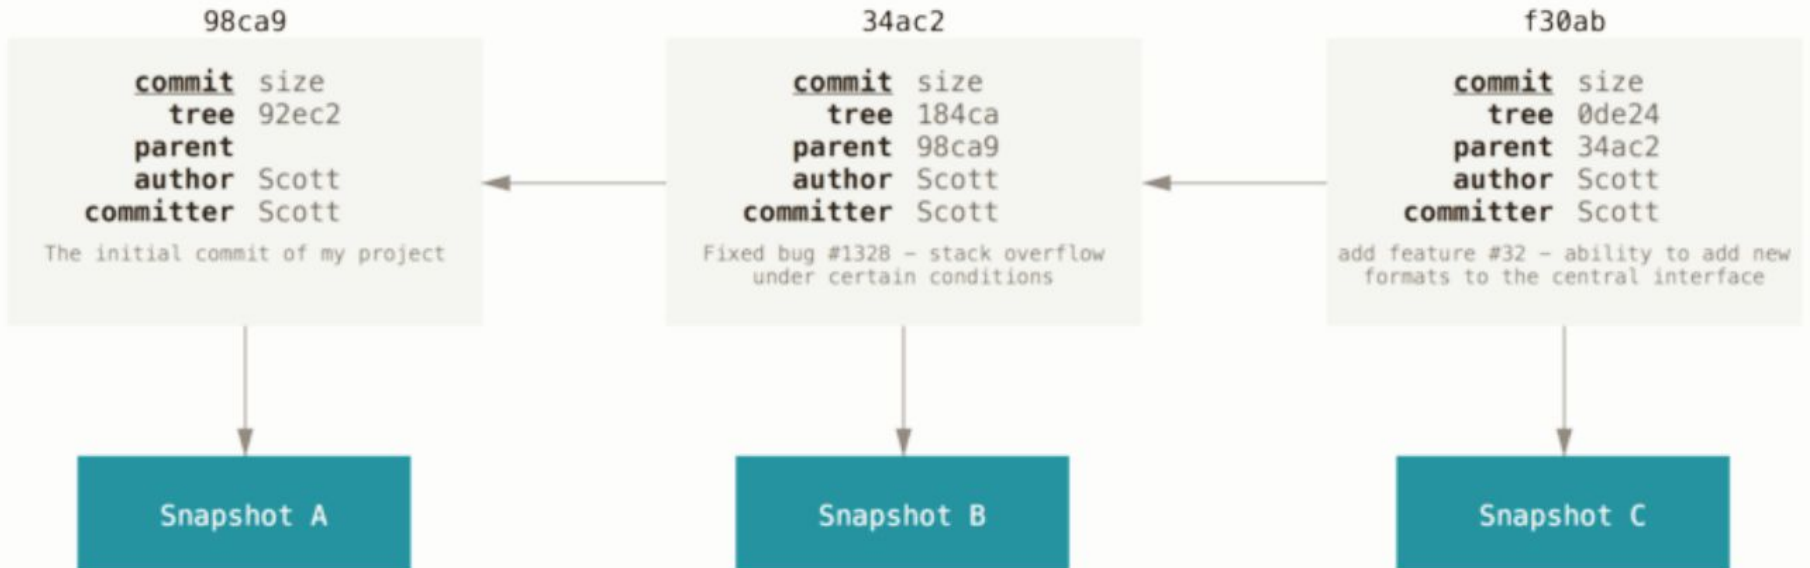 98ca9
commit size
tree 92ec2
parent
author Scott
committer Scott
The initial commit of my project
Snapshot A
34ac2
commit size
tree 184ca
parent 98ca9
author Scott
committer Scott
Fixed bug #1328 – stack overflow
under certain conditions
Snapshot B
f30ab
commit size
tree 0de24
parent 34ac2
author Scott
committer Scott
add feature #32 – ability to add new
formats to the central interface
Snapshot C